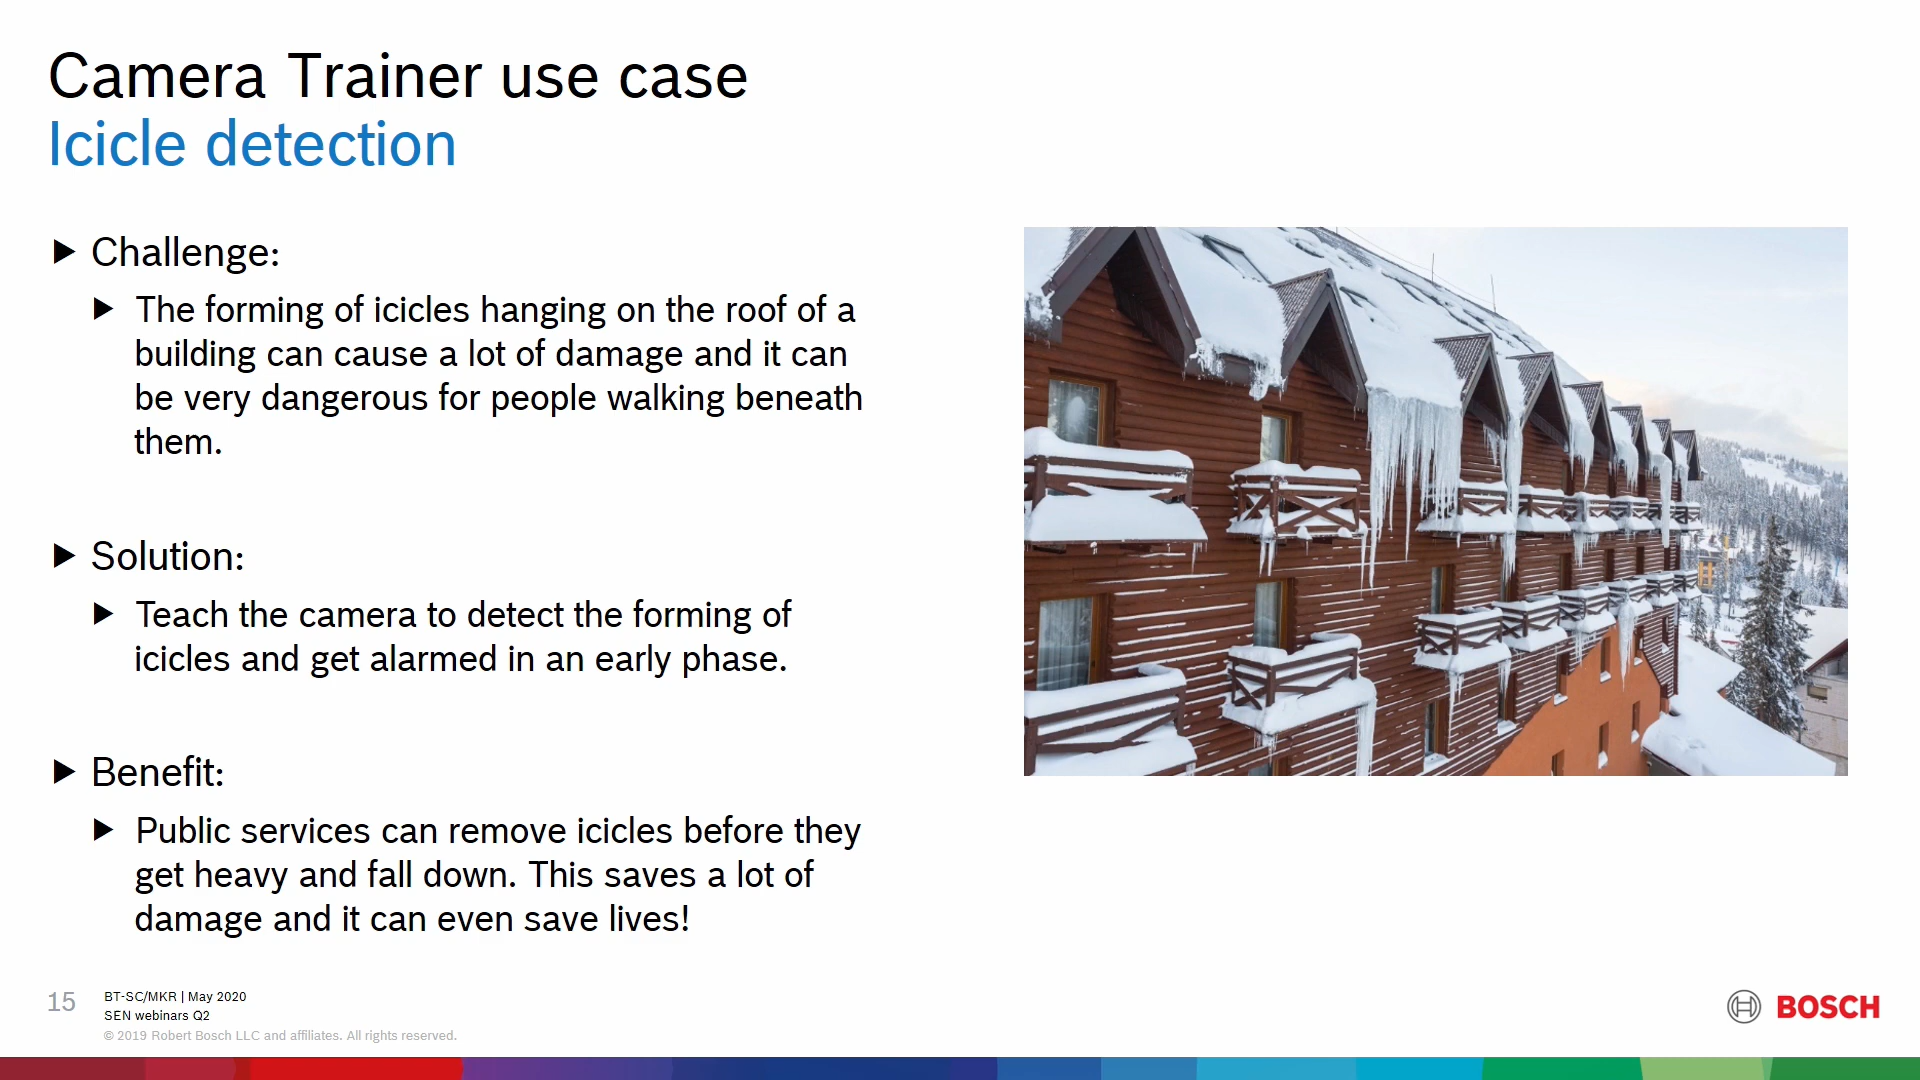 Camera Trainer use case
Icicle detection
Challenge:
The forming of icicles hanging on the roof of a
building can cause a lot of damage and it can
be very dangerous for people walking beneath
them.
Solution:
Teach the camera to detect the forming of
icicles and get alarmed in an early phase.
Benefit:
Public services can remove icicles before they
get heavy and fall down. This saves a lot of
damage and it can even save lives!
15
BT-SC/MKR | May 2020
SEN webinars Q2
© 2019 Robert Bosch LLC and affiliates. All rights reserved.
BOSCH